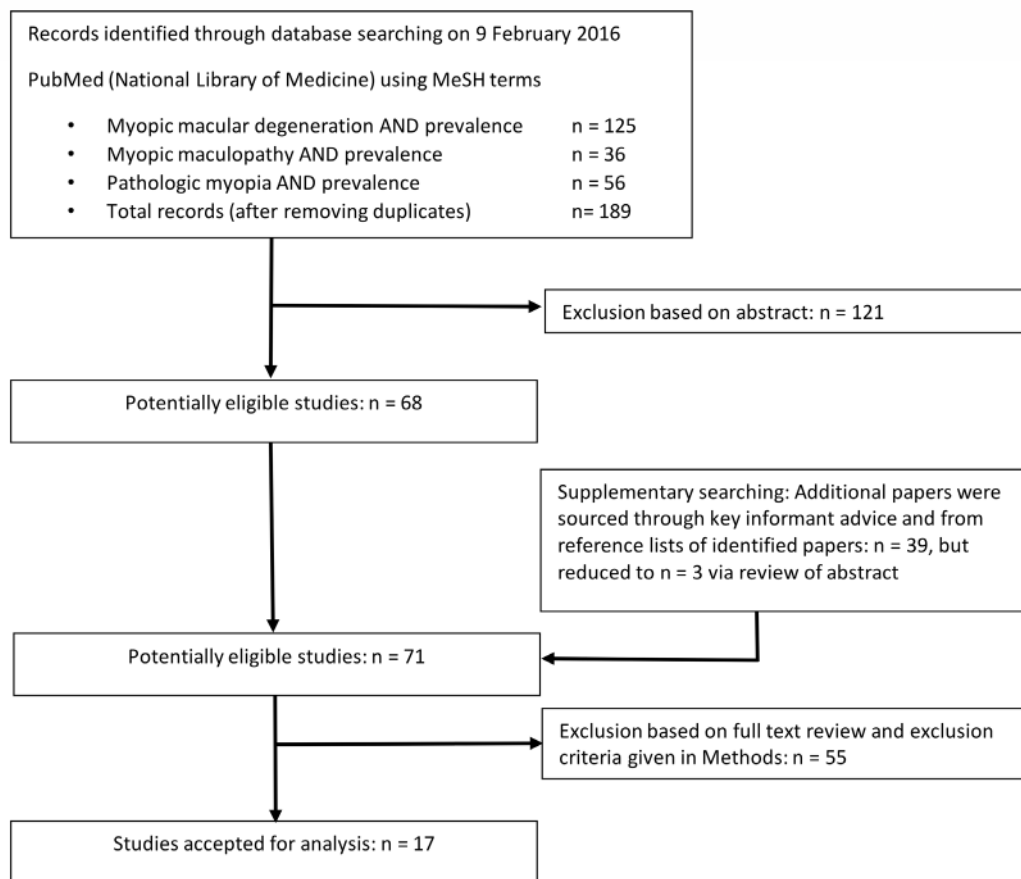 Records identified through database searching on 9 February 2016
PubMed (National Library of Medicine) using MeSH terms
• Myopic macular degeneration AND prevalence n = 125
• Myopic maculopathy AND prevalence n = 36
• Pathologic myopia AND prevalence n = 56
• Total records (after removing duplicates) n= 189
Exclusion based on abstract: n = 121
Potentially eligible studies: n = 68
Supplementary searching: Additional papers were
sourced through key informant advice and from
reference lists of identified papers: n = 39, but
reduced to n = 3 via review of abstract
Potentially eligible studies: n = 71
Exclusion based on full text review and exclusion
criteria given in Methods: n = 55
Studies accepted for analysis: n = 17